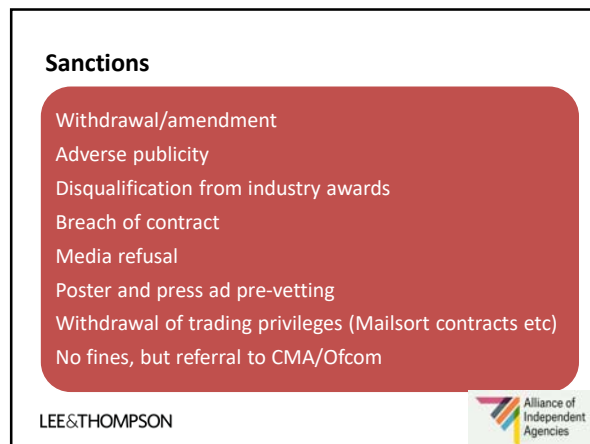 Sanctions
Withdrawal/amendment
Adverse publicity
Disqualification from industry awards
Breach of contract
Media refusal
Poster and press ad pre-vetting
Withdrawal of trading privileges (Mailsort contracts etc)
No fines, but referral to CMA/Ofcom
LEE&THOMPSON
Alliance of
Independent
Agencies